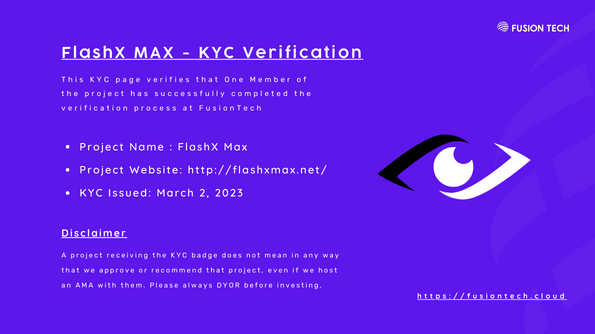 FUSION TECH
FlashX MAX - KYC Verification
This KYC page verifies that One Member of
the project has successfully completed the
verification process at FusionTech
• Project Name : FlashX Max
• Project Website: http://flashxmax.net/
• KYC Issued: March 2, 2023
Disclaimer
A project receiving the KYC badge does not mean in any way
that we approve or recommend that project, even if we host
an AMA with them. Please always DYOR before investing.
https://fusiontech.cloud